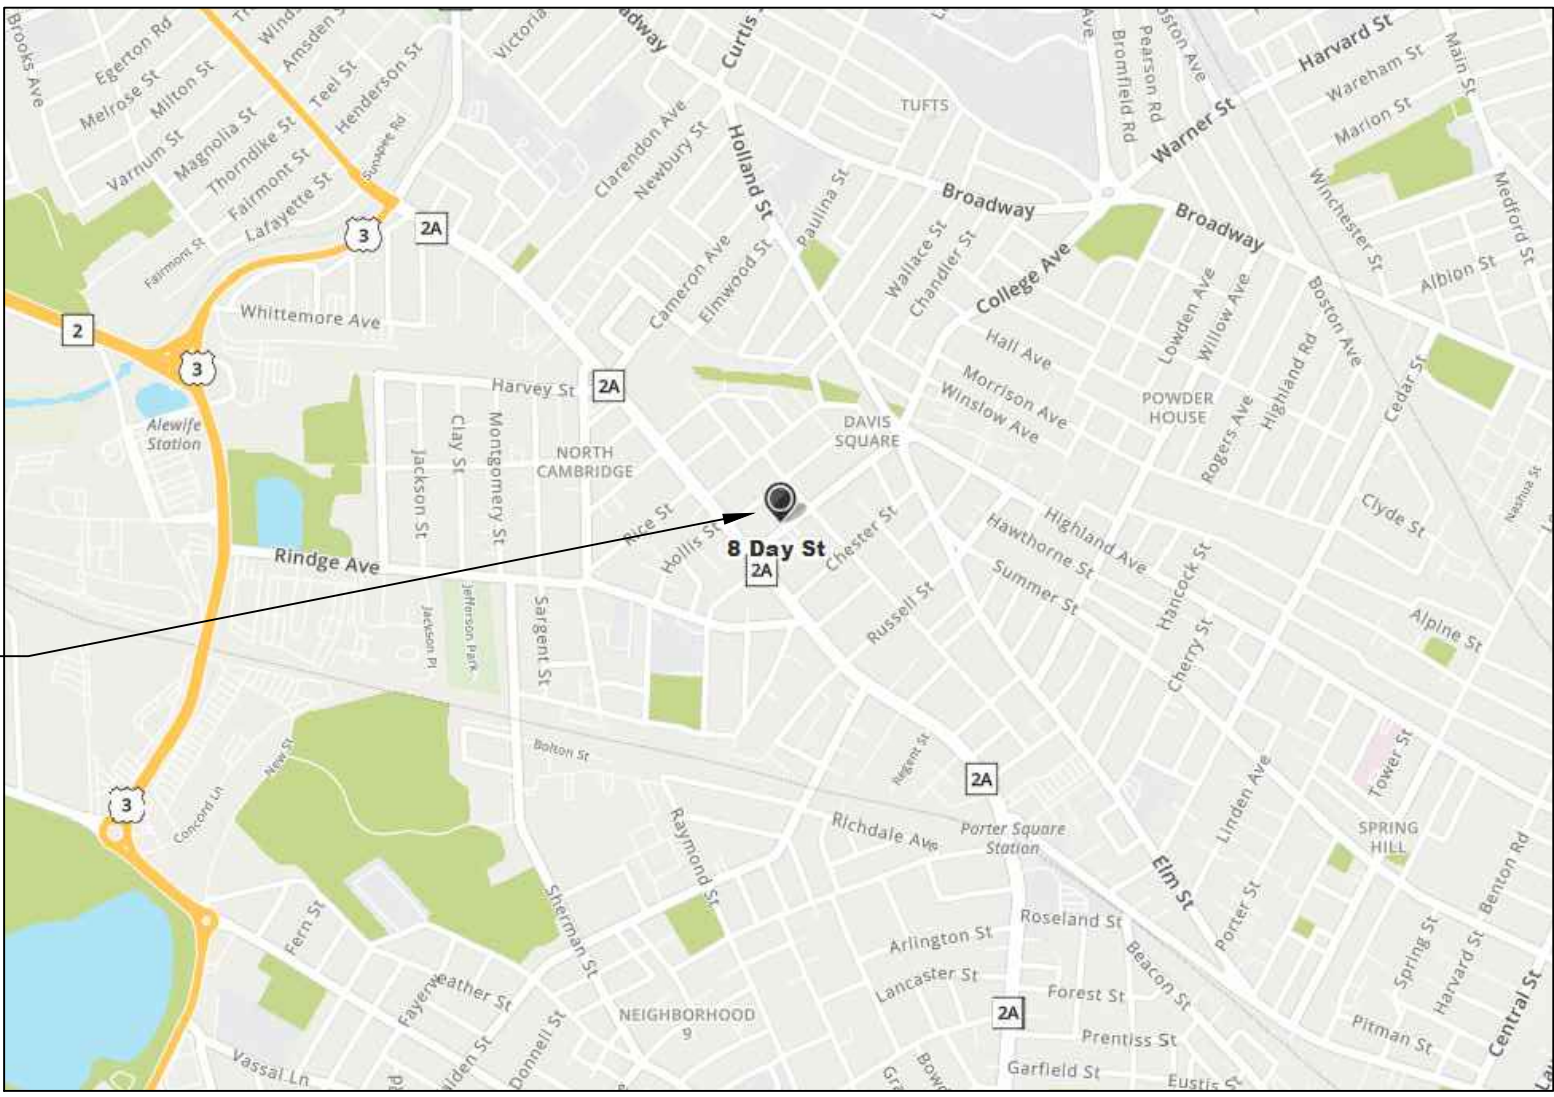 Brooks Ave
Egerton Rd
Melrose St
Milton St
Varnum St
Magnolia St
Thorndike St
Fairmont St
Lafayette St
Fairmont St
Amsden St
Teel St
Henderson St
Sunapee Rd
Victoria
adway
Curtis
TUFTS
Clarendon Ave
Newbury St
Holland St
Paulina St
Broadway
Ave
Bromfield Rd
Pearson Rd
oston Ave
Warner St
Harvard St
Wareham St
Marion St
Main St
Medford St
Winchester St
Albion St
Broadway
Wallace St
Chandler St
College Ave
Cameron Ave
Elmwood St
3
2A
2
3
Whittemore Ave
Alewife
Station
Harvey St
2A
Clay St
Montgomery St
Jackson St
NORTH
CAMBRIDGE
DAVIS
SQUARE
Hall Ave
Morrison Ave
Winslow Ave
Lowden Ave
Willow Ave
POWDER
HOUSE
Rogers Ave
Highland Rd
Boston Ave
Cedar St
Clyde St
Nashua St
Rice St
Hollis St
8 Day St
2A
Chester St
Russell St
Highland Ave
Hawthorne St
Summer St
Hancock St
Cherry St
Alpine St
Rindge Ave
Jackson Pl
Jefferson Park
Sargent St
New St
Bolton St
Regent St
2A
3
Concord Ln
Raymond St
Richdale Ave
Porter Square
Station
Elm St
Linden Ave
Tower St
SPRING
HILL
Porter St
Benton Rd
Spring St
Harvard St
Central St
Pitman St
Fern St
Sherman St
Fayerweather St
Arlington St
Lancaster St
Roseland St
Beacon St
Forest St
2A
Prentiss St
Garfield St
Eustis St
NEIGHBORHOOD
9
Donnell St
alden St
Vassal Ln
Bowd
Gra